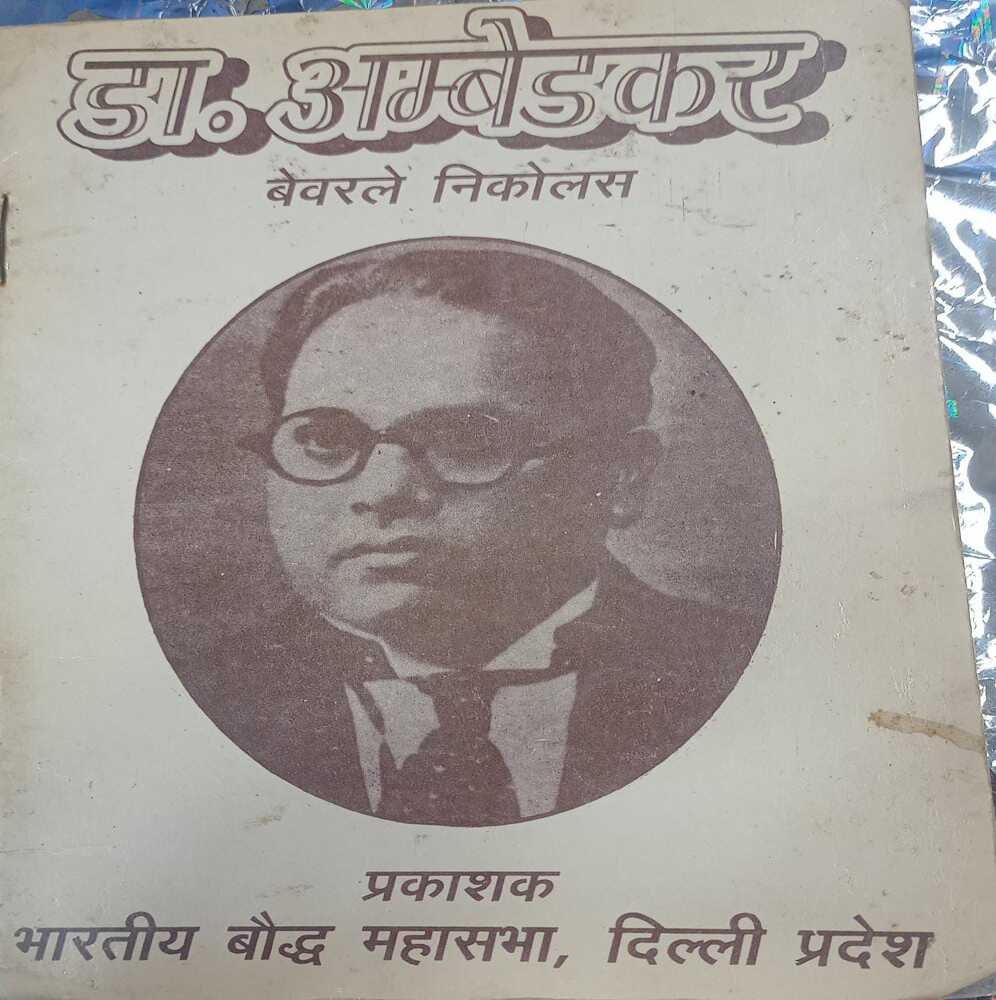 डा. अम्बैडकर
बेवरले निकोलस
प्रकाशक
भारतीय बौद्ध महासभा, दिल्ली प्रदेश